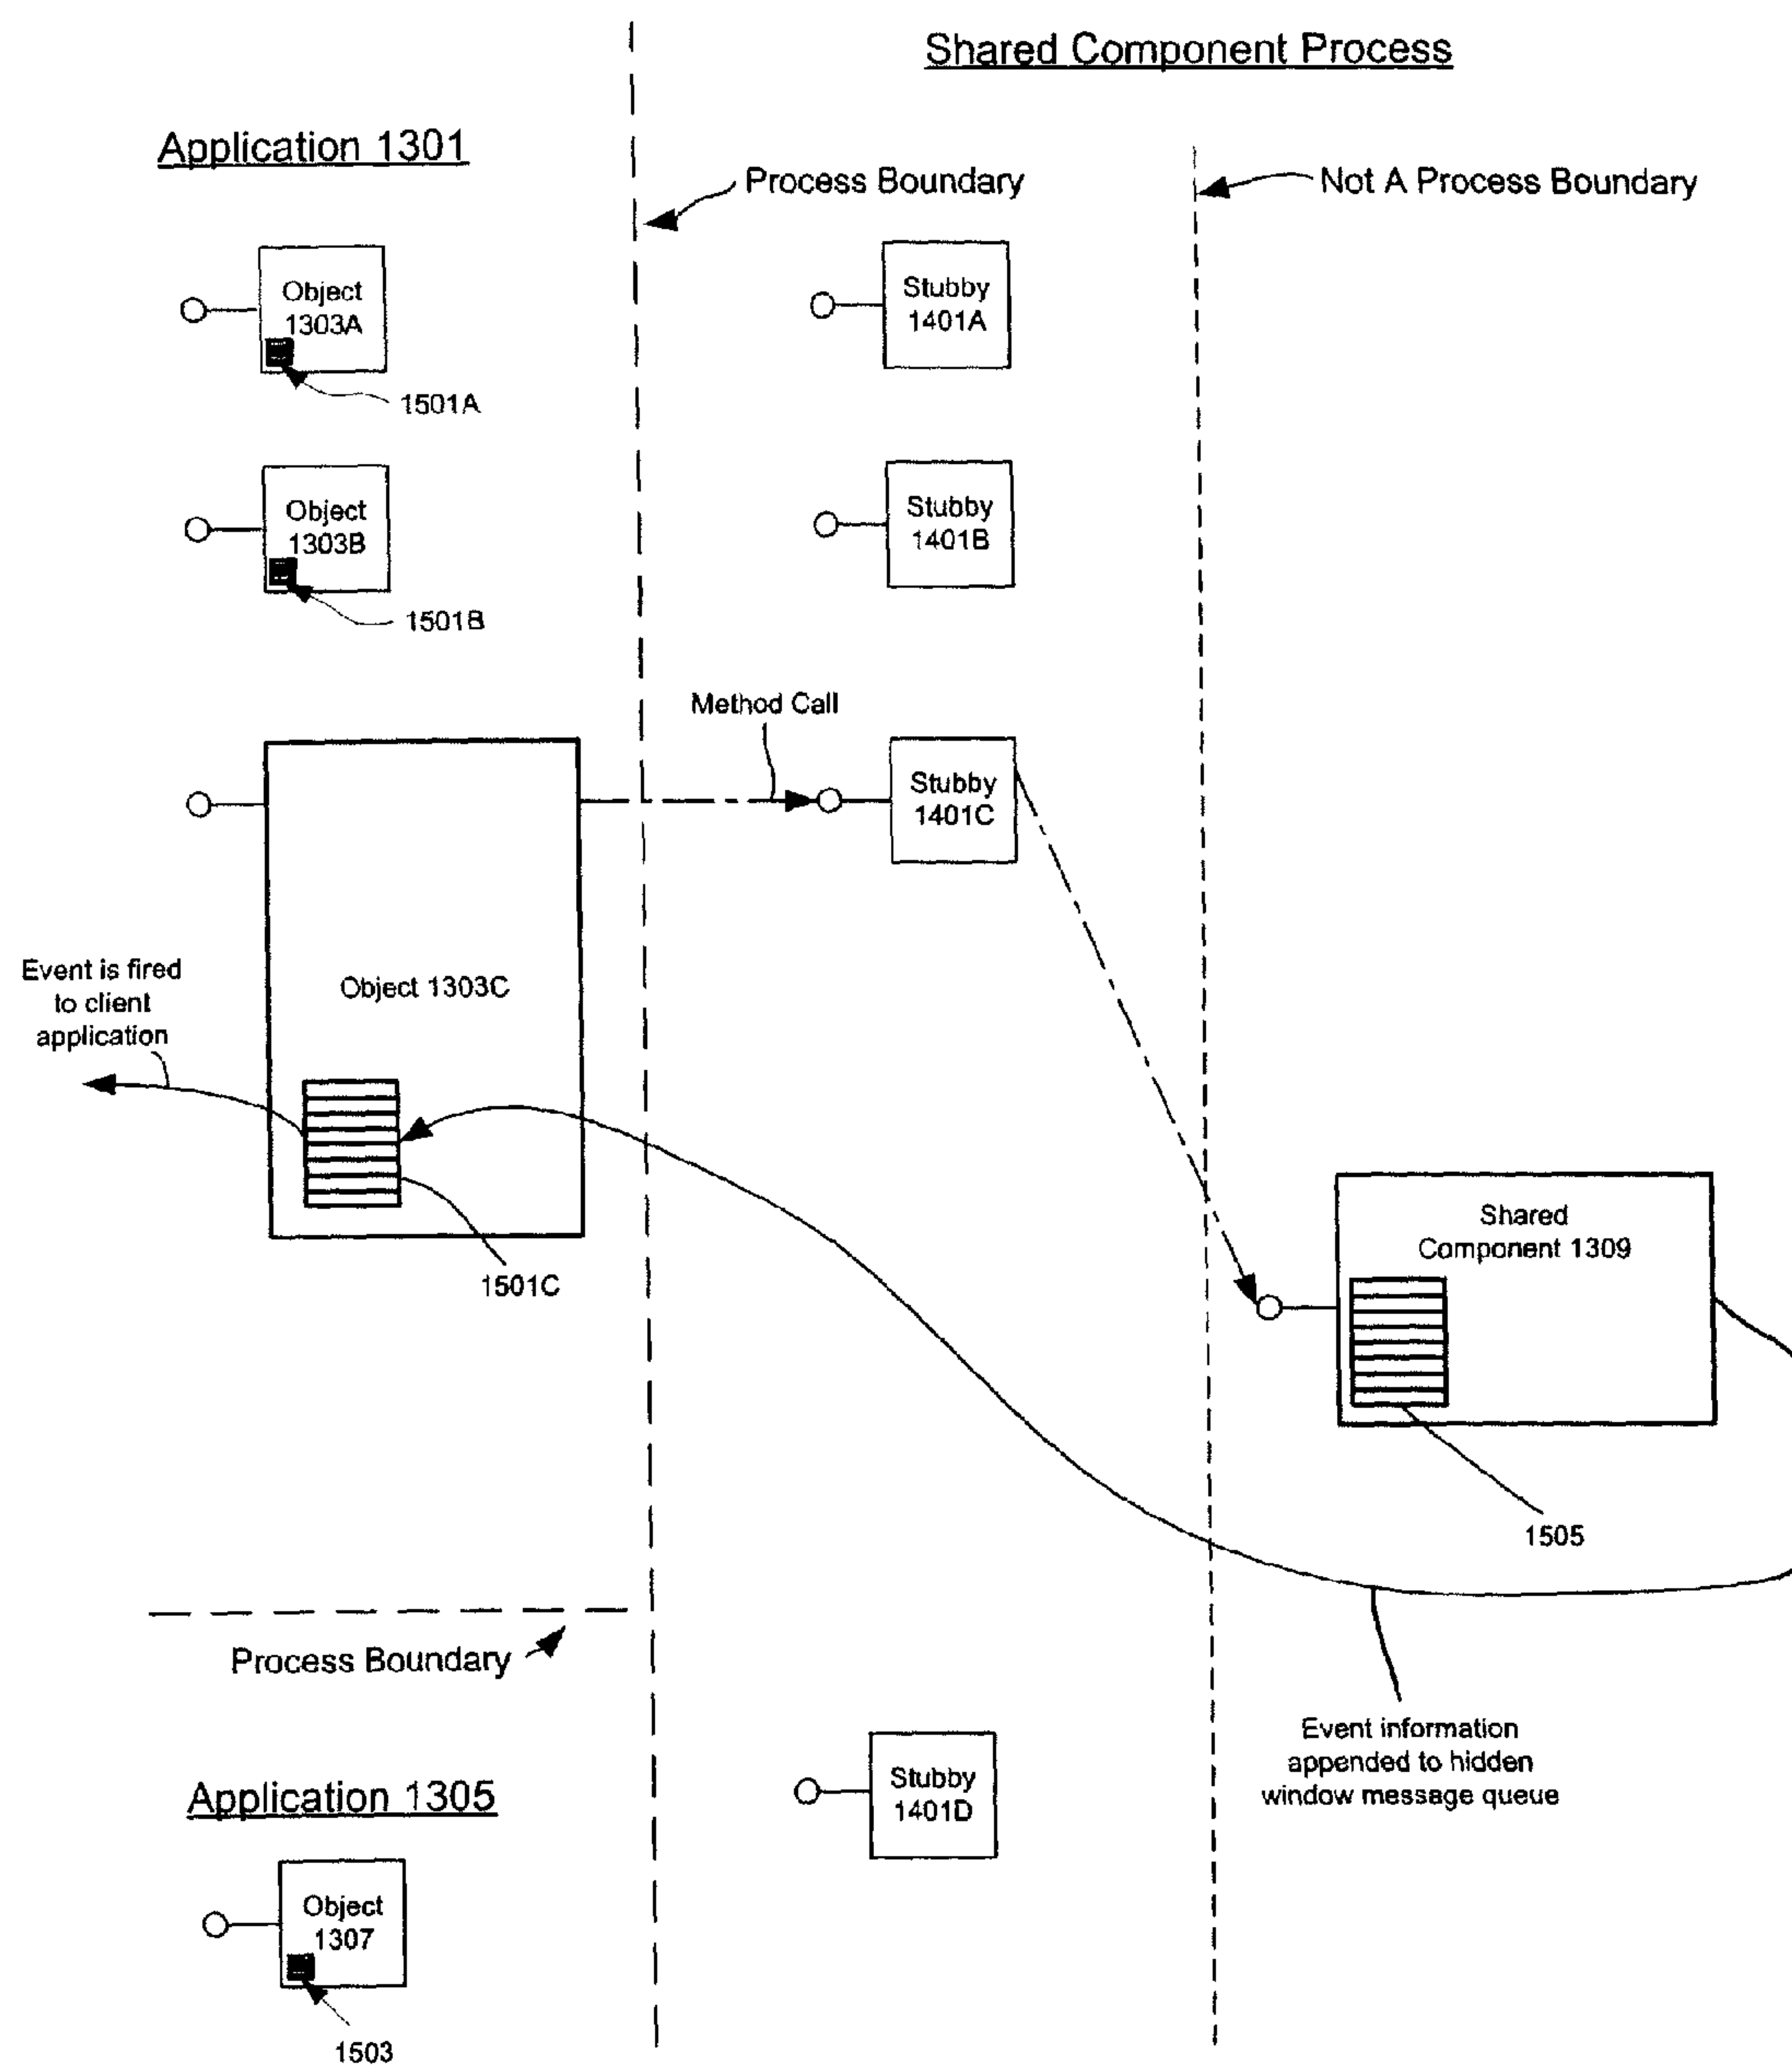 Shared Component Process
Application 1301
Process Boundary
Not A Process Boundary
Object
1303A
1501A
Stubby
1401A
Object
1303B
1501B
Stubby
1401B
Method Call
Stubby
1401C
Object 1303C
Event is fired
to client
application
1501C
Shared
Component 1309
1505
Process Boundary
Event information
appended to hidden
window message queue
Application 1305
Stubby
1401D
Object
1307
1503